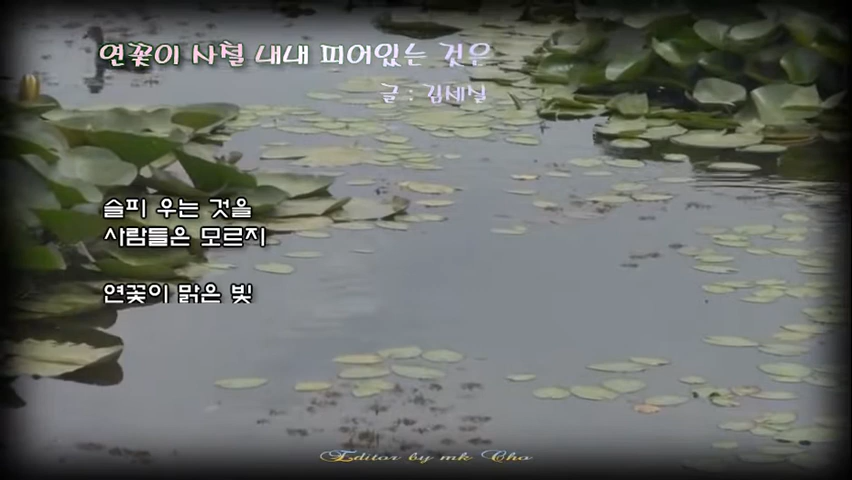 연꽃이 사철 내내 피어있는 것은
글 : 김세실
슬피 우는 것을
사람들은 모르지
연꽃이 맑은 빛
Editor by mk Cho